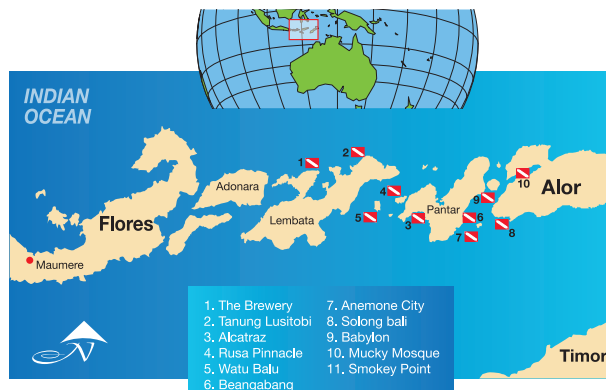 INDIAN
OCEAN
1
2
Adonara
10
4
Alor
9
Flores
Lembata
Pantar
5
3
6
8
7
Maumere
1. The Brewery
2. Tanung Lusitobi
3. Alcatraz
4. Rusa Pinnacle
5. Watu Balu
6. Beangabang
7. Anemone City
8. Solong bali
9. Babylon
10. Mucky Mosque
11. Smokey Point
N
Timor